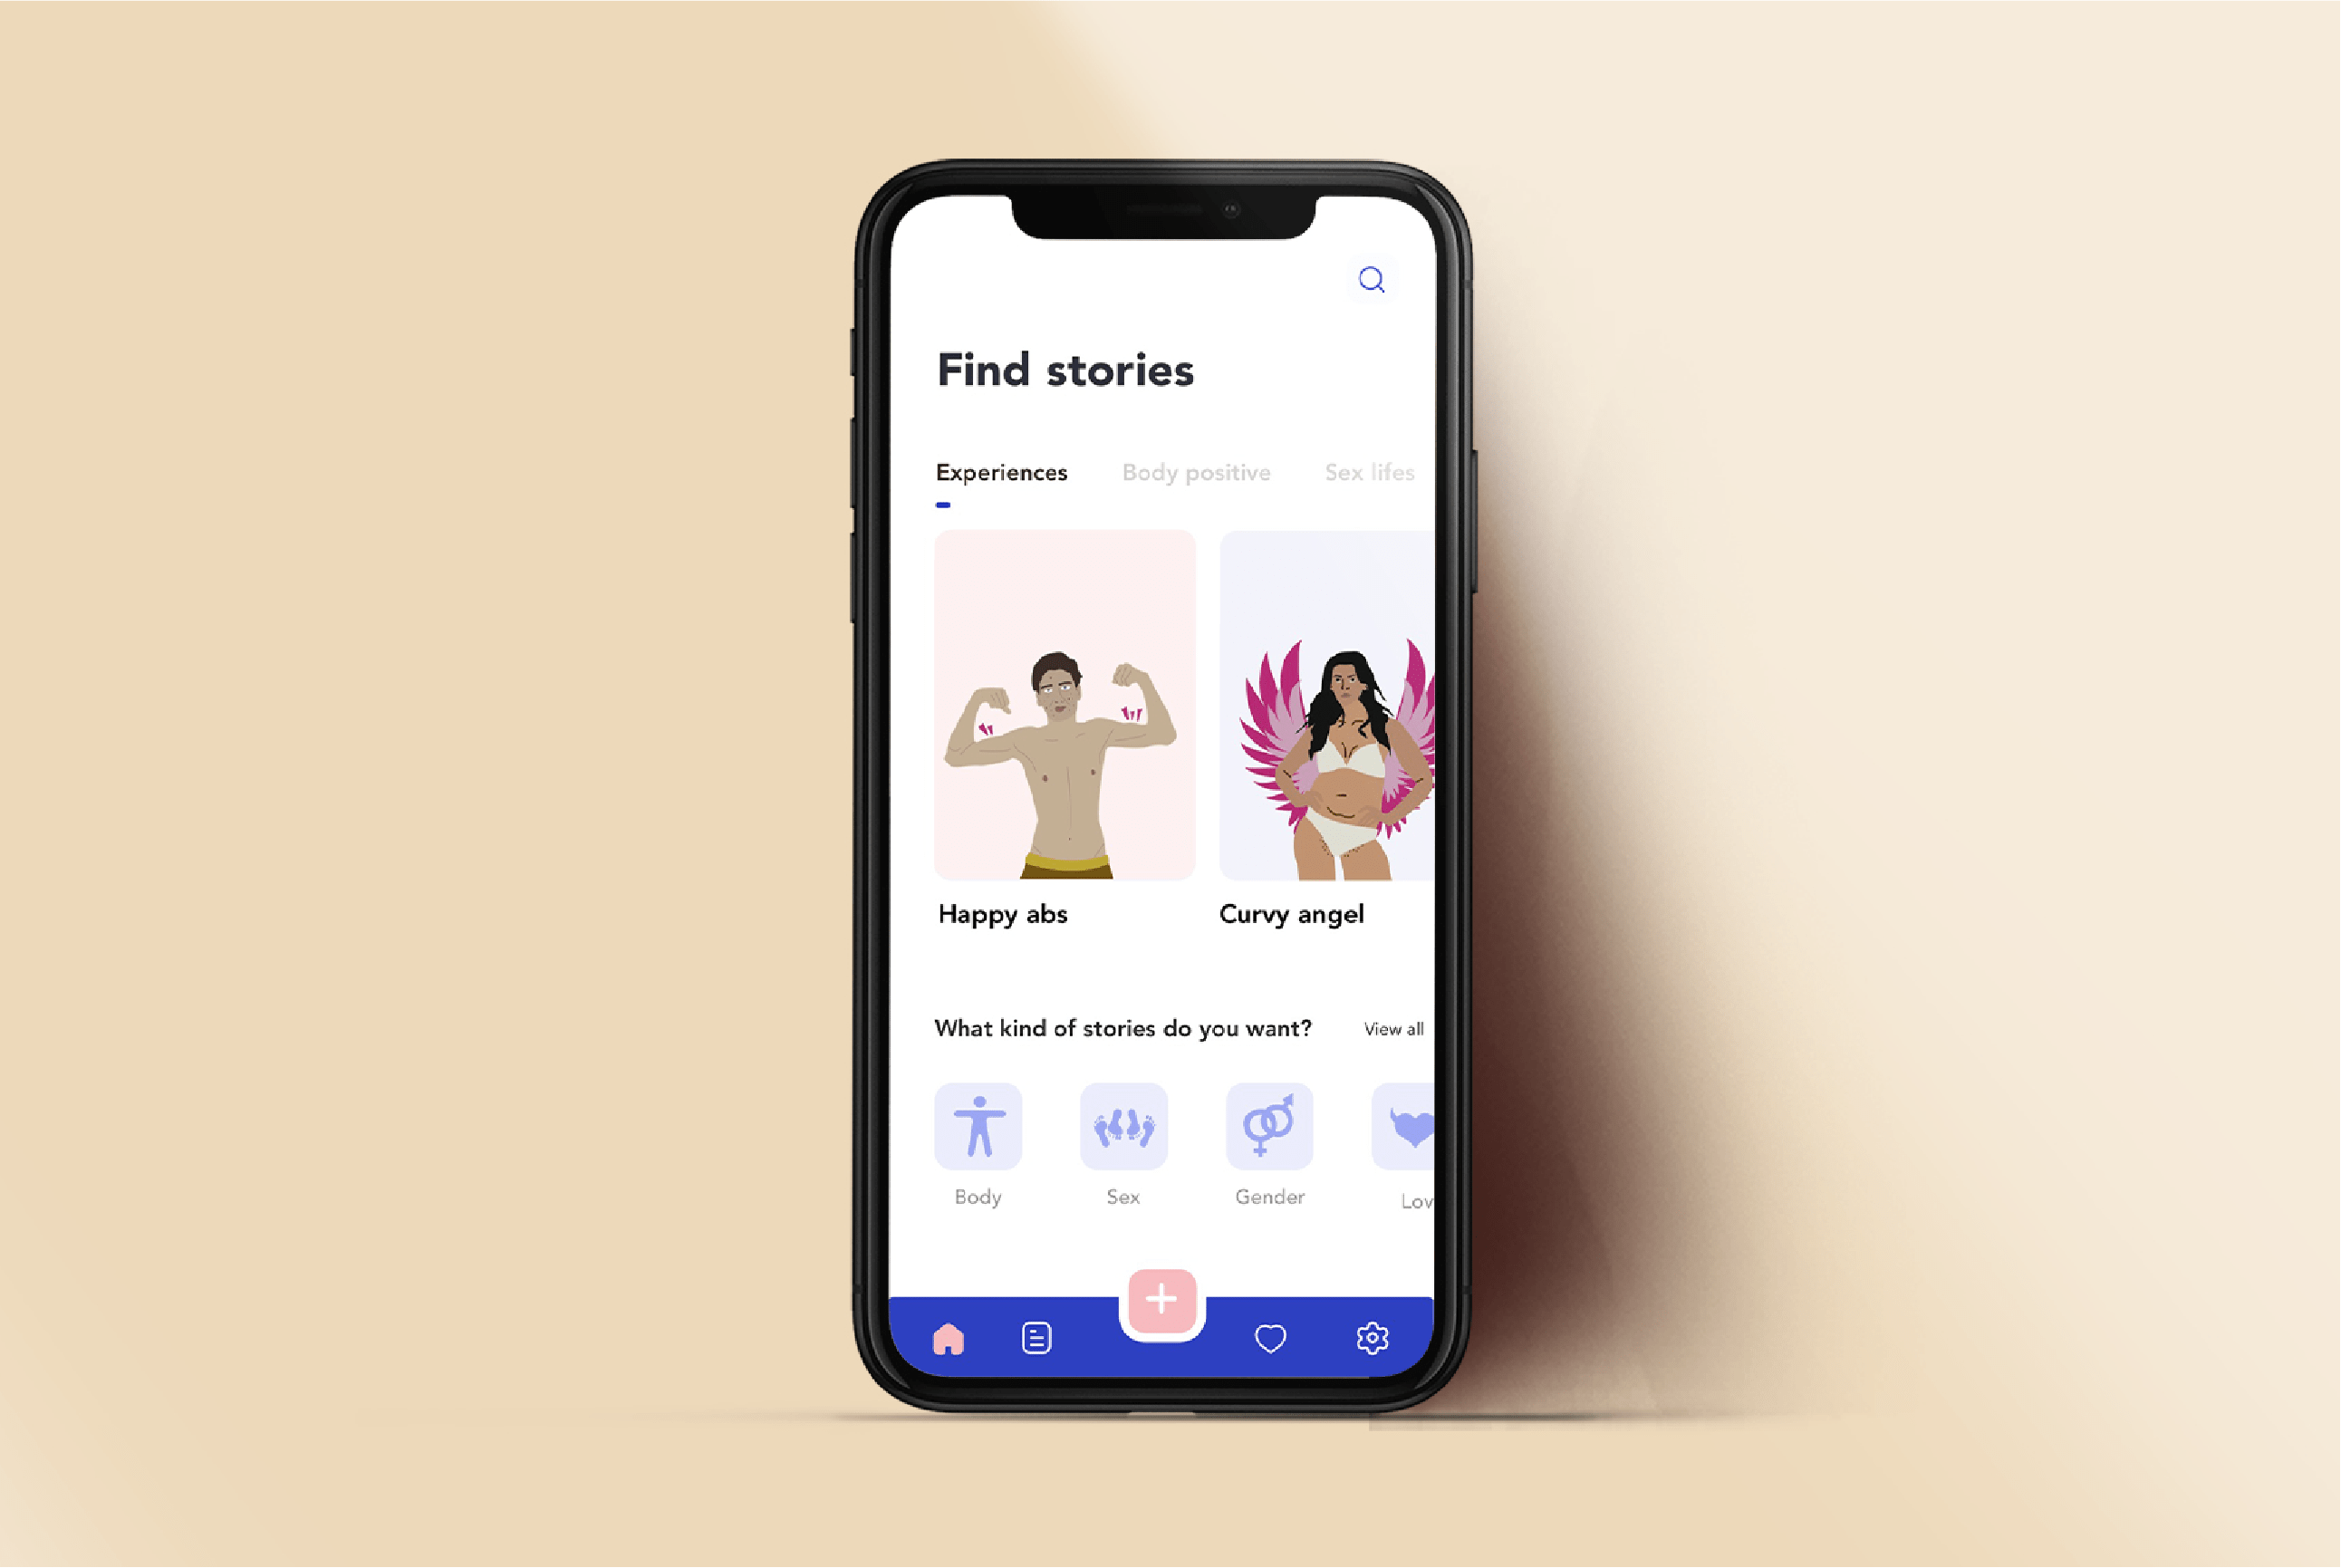 Find stories
Experiences Body positive Sex lifes
Happy abs Curvy angel
What kind of stories do you want? View all
Body Sex Gender Lov